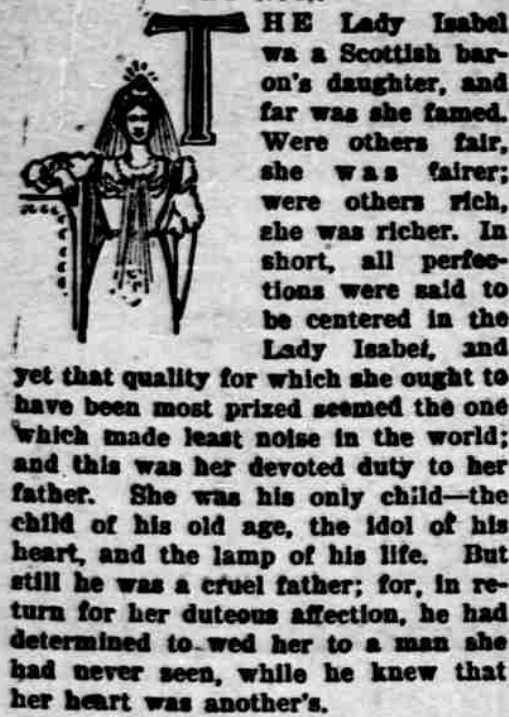 THE Lady Isabel
wa a Scottish bar-
on's daughter, and
far was she famed.
Were others fair,
she was fairer;
were others rich,
she was richer. In
short, all perfec-
tions were said to
be centered in the
Lady Isabel, and
yet that quality for which she ought to
have been most prized seemed the one
which made least noise in the world;
and this was her devoted duty to her
father. She was his only child—the
child of his old age, the idol of his
heart, and the lamp of his life. But
still he was a cruel father; for, in re-
turn for her duteous affection, he had
determined to wed her to a man she
had never seen, while he knew that
her heart was another's.